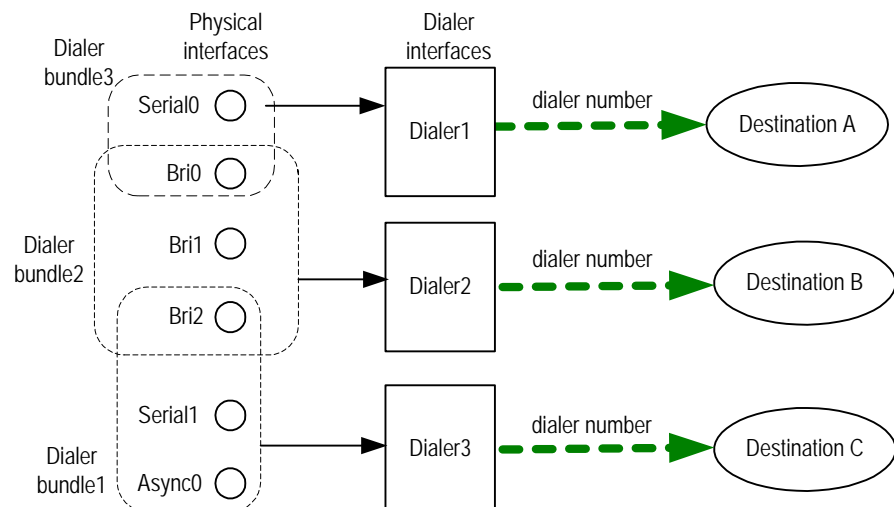 Physical
interfaces
Dialer
interfaces
Dialer
bundle3
Serial0
Dialer1
dialer number
Destination A
Bri0
Dialer
bundle2
Bri1
Dialer2
dialer number
Destination B
Bri2
Serial1
Dialer3
dialer number
Destination C
Dialer
bundle1
Async0